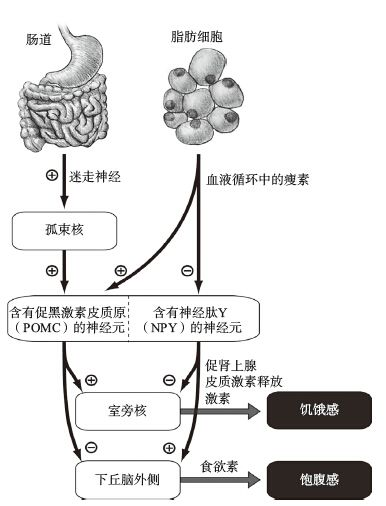 肠道
脂肪细胞
⊕
迷走神经
血液循环中的瘦素
孤束核
⊕
⊕
⊖
含有促黑激素皮质原
（POMC）的神经元
含有神经肽Y
（NPY）的神经元
⊕
⊖
促肾上腺
皮质激素释放
激素
室旁核
饥饿感
⊖
⊕
食欲素
下丘脑外侧
饱腹感